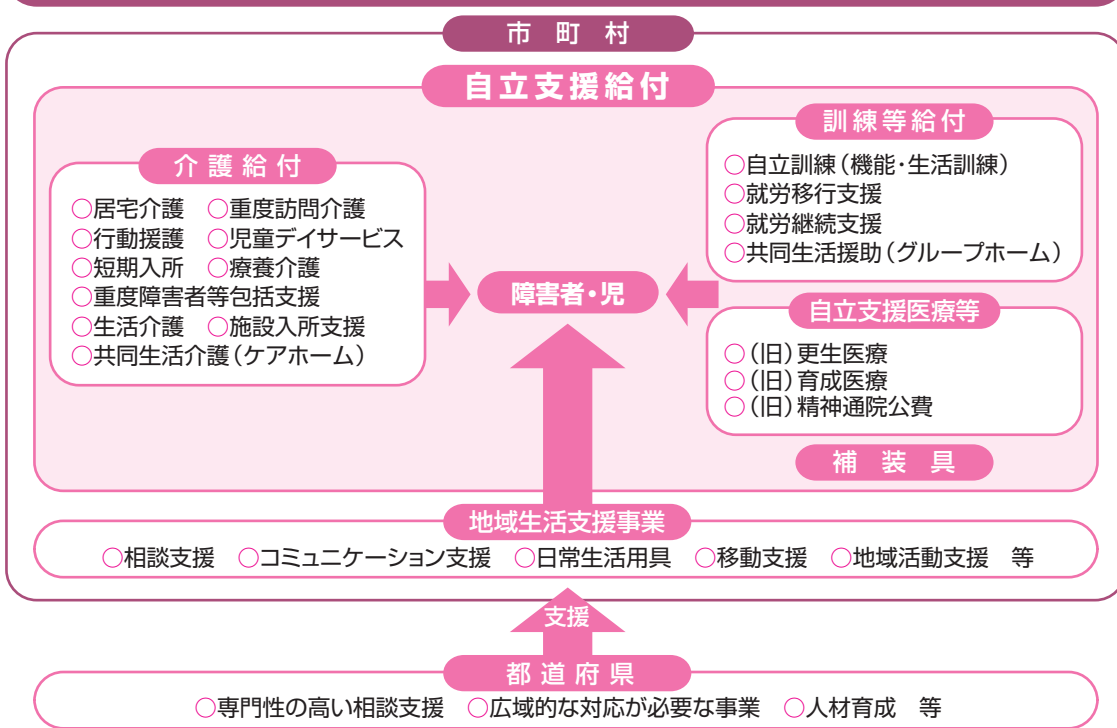 市町村
自立支援給付
介護給付
○居宅介護 ○重度訪問介護
○行動援護 ○児童デイサービス
○短期入所 ○療養介護
○重度障害者等包括支援
○生活介護 ○施設入所支援
○共同生活介護(ケアホーム)
障害者・児
訓練等給付
○自立訓練(機能・生活訓練)
○就労移行支援
○就労継続支援
○共同生活援助(グループホーム)
自立支援医療等
○(旧)更生医療
○(旧)育成医療
○(旧)精神通院公費
補装具
地域生活支援事業
○相談支援 ○コミュニケーション支援 ○日常生活用具 ○移動支援 ○地域活動支援 等
支援
都道府県
○専門性の高い相談支援 ○広域的な対応が必要な事業 ○人材育成 等